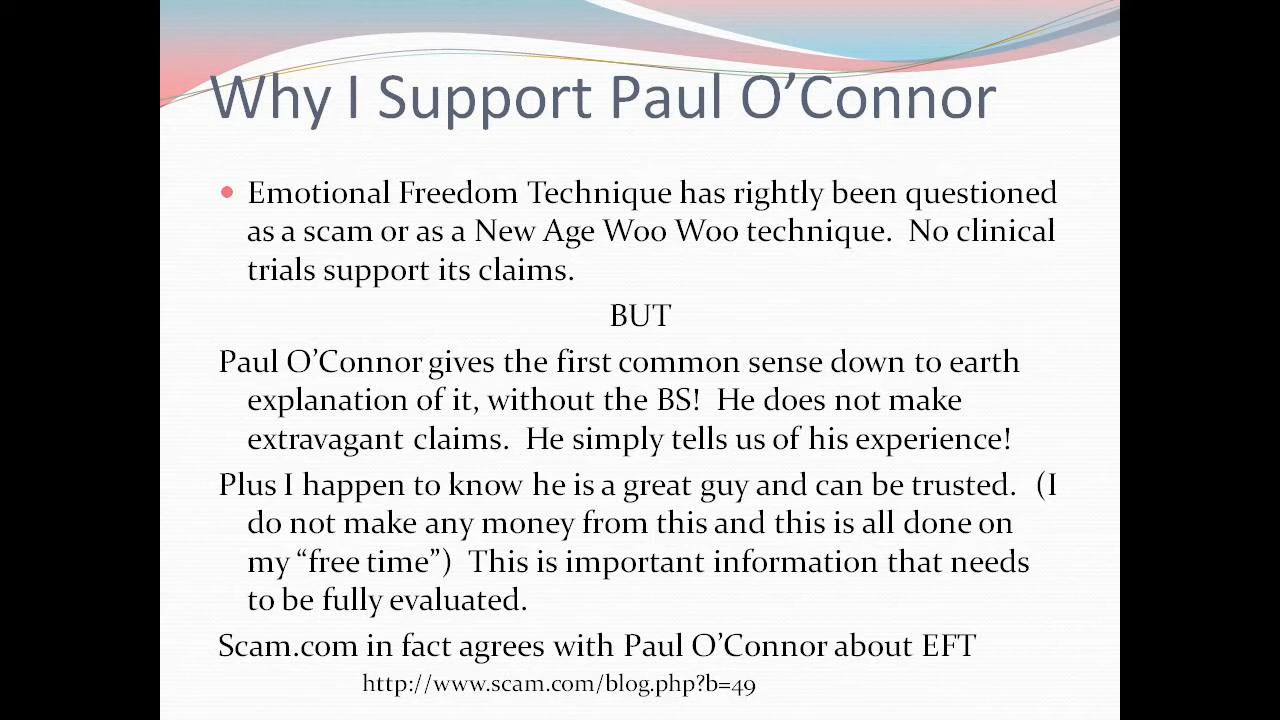 Why I Support Paul O’Connor
Emotional Freedom Technique has rightly been questioned
as a scam or as a New Age Woo Woo technique.  No clinical
trials support its claims.
BUT
Paul O’Connor gives the first common sense down to earth
explanation of it, without the BS!  He does not make
extravagant claims.  He simply tells us of his experience!
Plus I happen to know he is a great guy and can be trusted.  (I
do not make any money from this and this is all done on
my “free time”)  This is important information that needs
to be fully evaluated.
Scam.com in fact agrees with Paul O’Connor about EFT
http://www.scam.com/blog.php?b=49